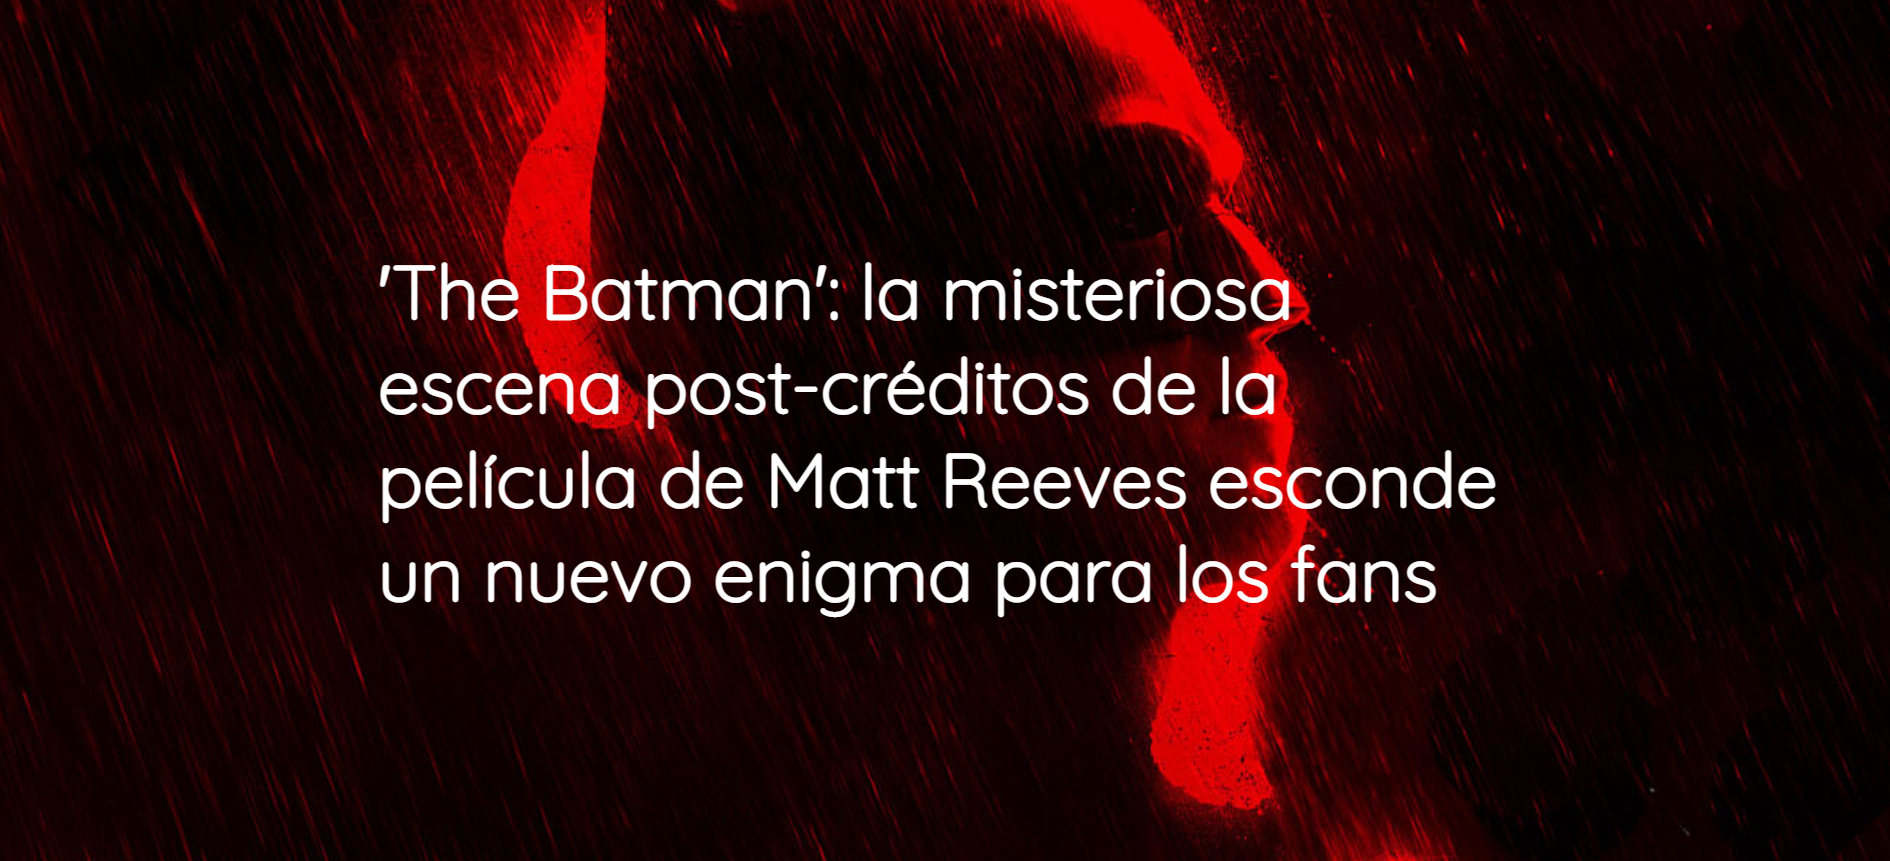 'The Batman': la misteriosa
escena post-créditos de la
película de Matt Reeves esconde
un nuevo enigma para los fans